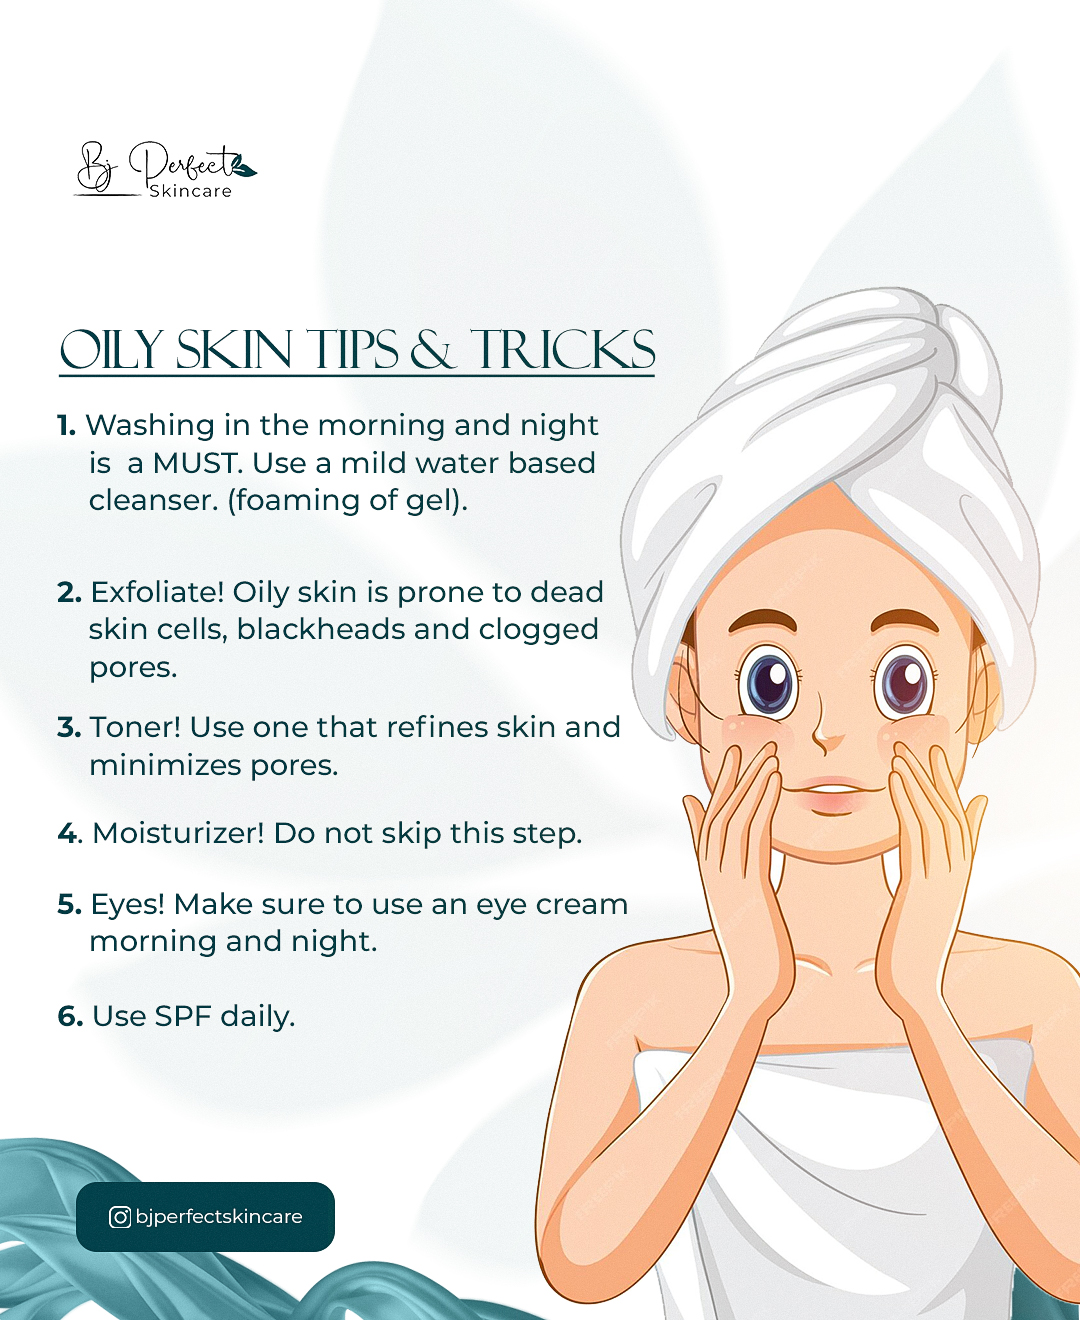 Bj Perfect
Skincare
OILY SKIN TIPS & TRICKS
1. Washing in the morning and night
is a MUST. Use a mild water based
cleanser. (foaming of gel).
2. Exfoliate! Oily skin is prone to dead
skin cells, blackheads and clogged
pores.
3. Toner! Use one that refines skin and
minimizes pores.
4. Moisturizer! Do not skip this step.
5. Eyes! Make sure to use an eye cream
morning and night.
6. Use SPF daily.
bjperfectskincare